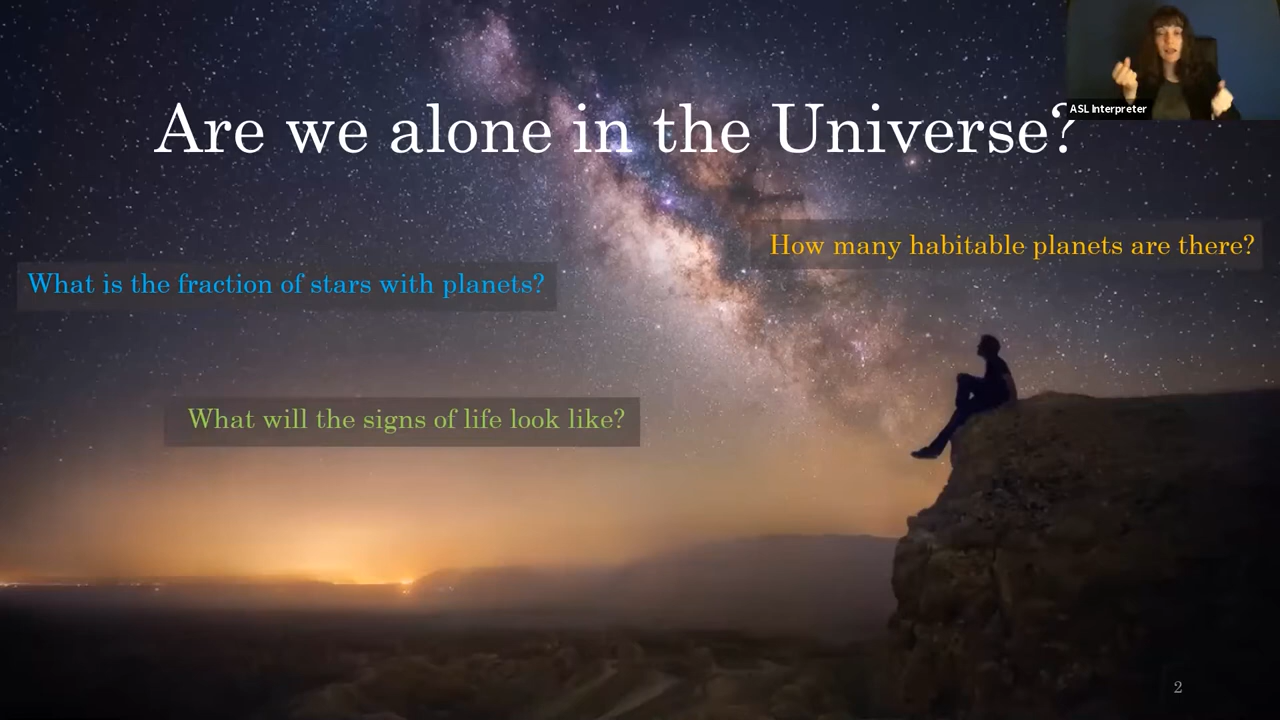 ASL Interpreter
Are we alone in the Universe?
How many habitable planets are there?
What is the fraction of stars with planets?
What will the signs of life look like?
2